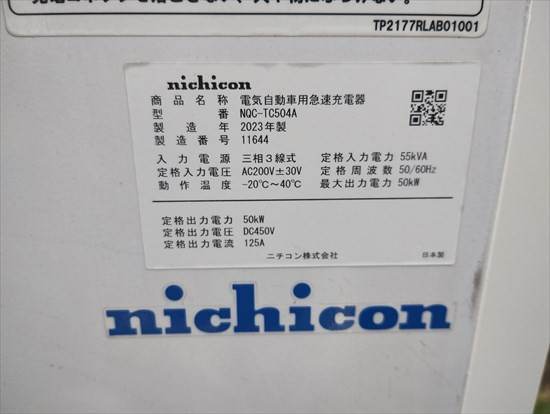 TP2177RLAB01001
nichicon
商品名称 電気自動車用急速充電器
型番 NQC-TC504A
製造年 2023年製
製造番号 11644
入力電源 三相3線式 定格入力電力 55kVA
定格入力電圧 AC200V±30V 定格周波数 50/60Hz
動作温度 -20℃～40℃ 最大出力電力 50kW
定格出力電力 50kW
定格出力電圧 DC450V
定格出力電流 125A
ニチコン株式会社 日本製
nichicon